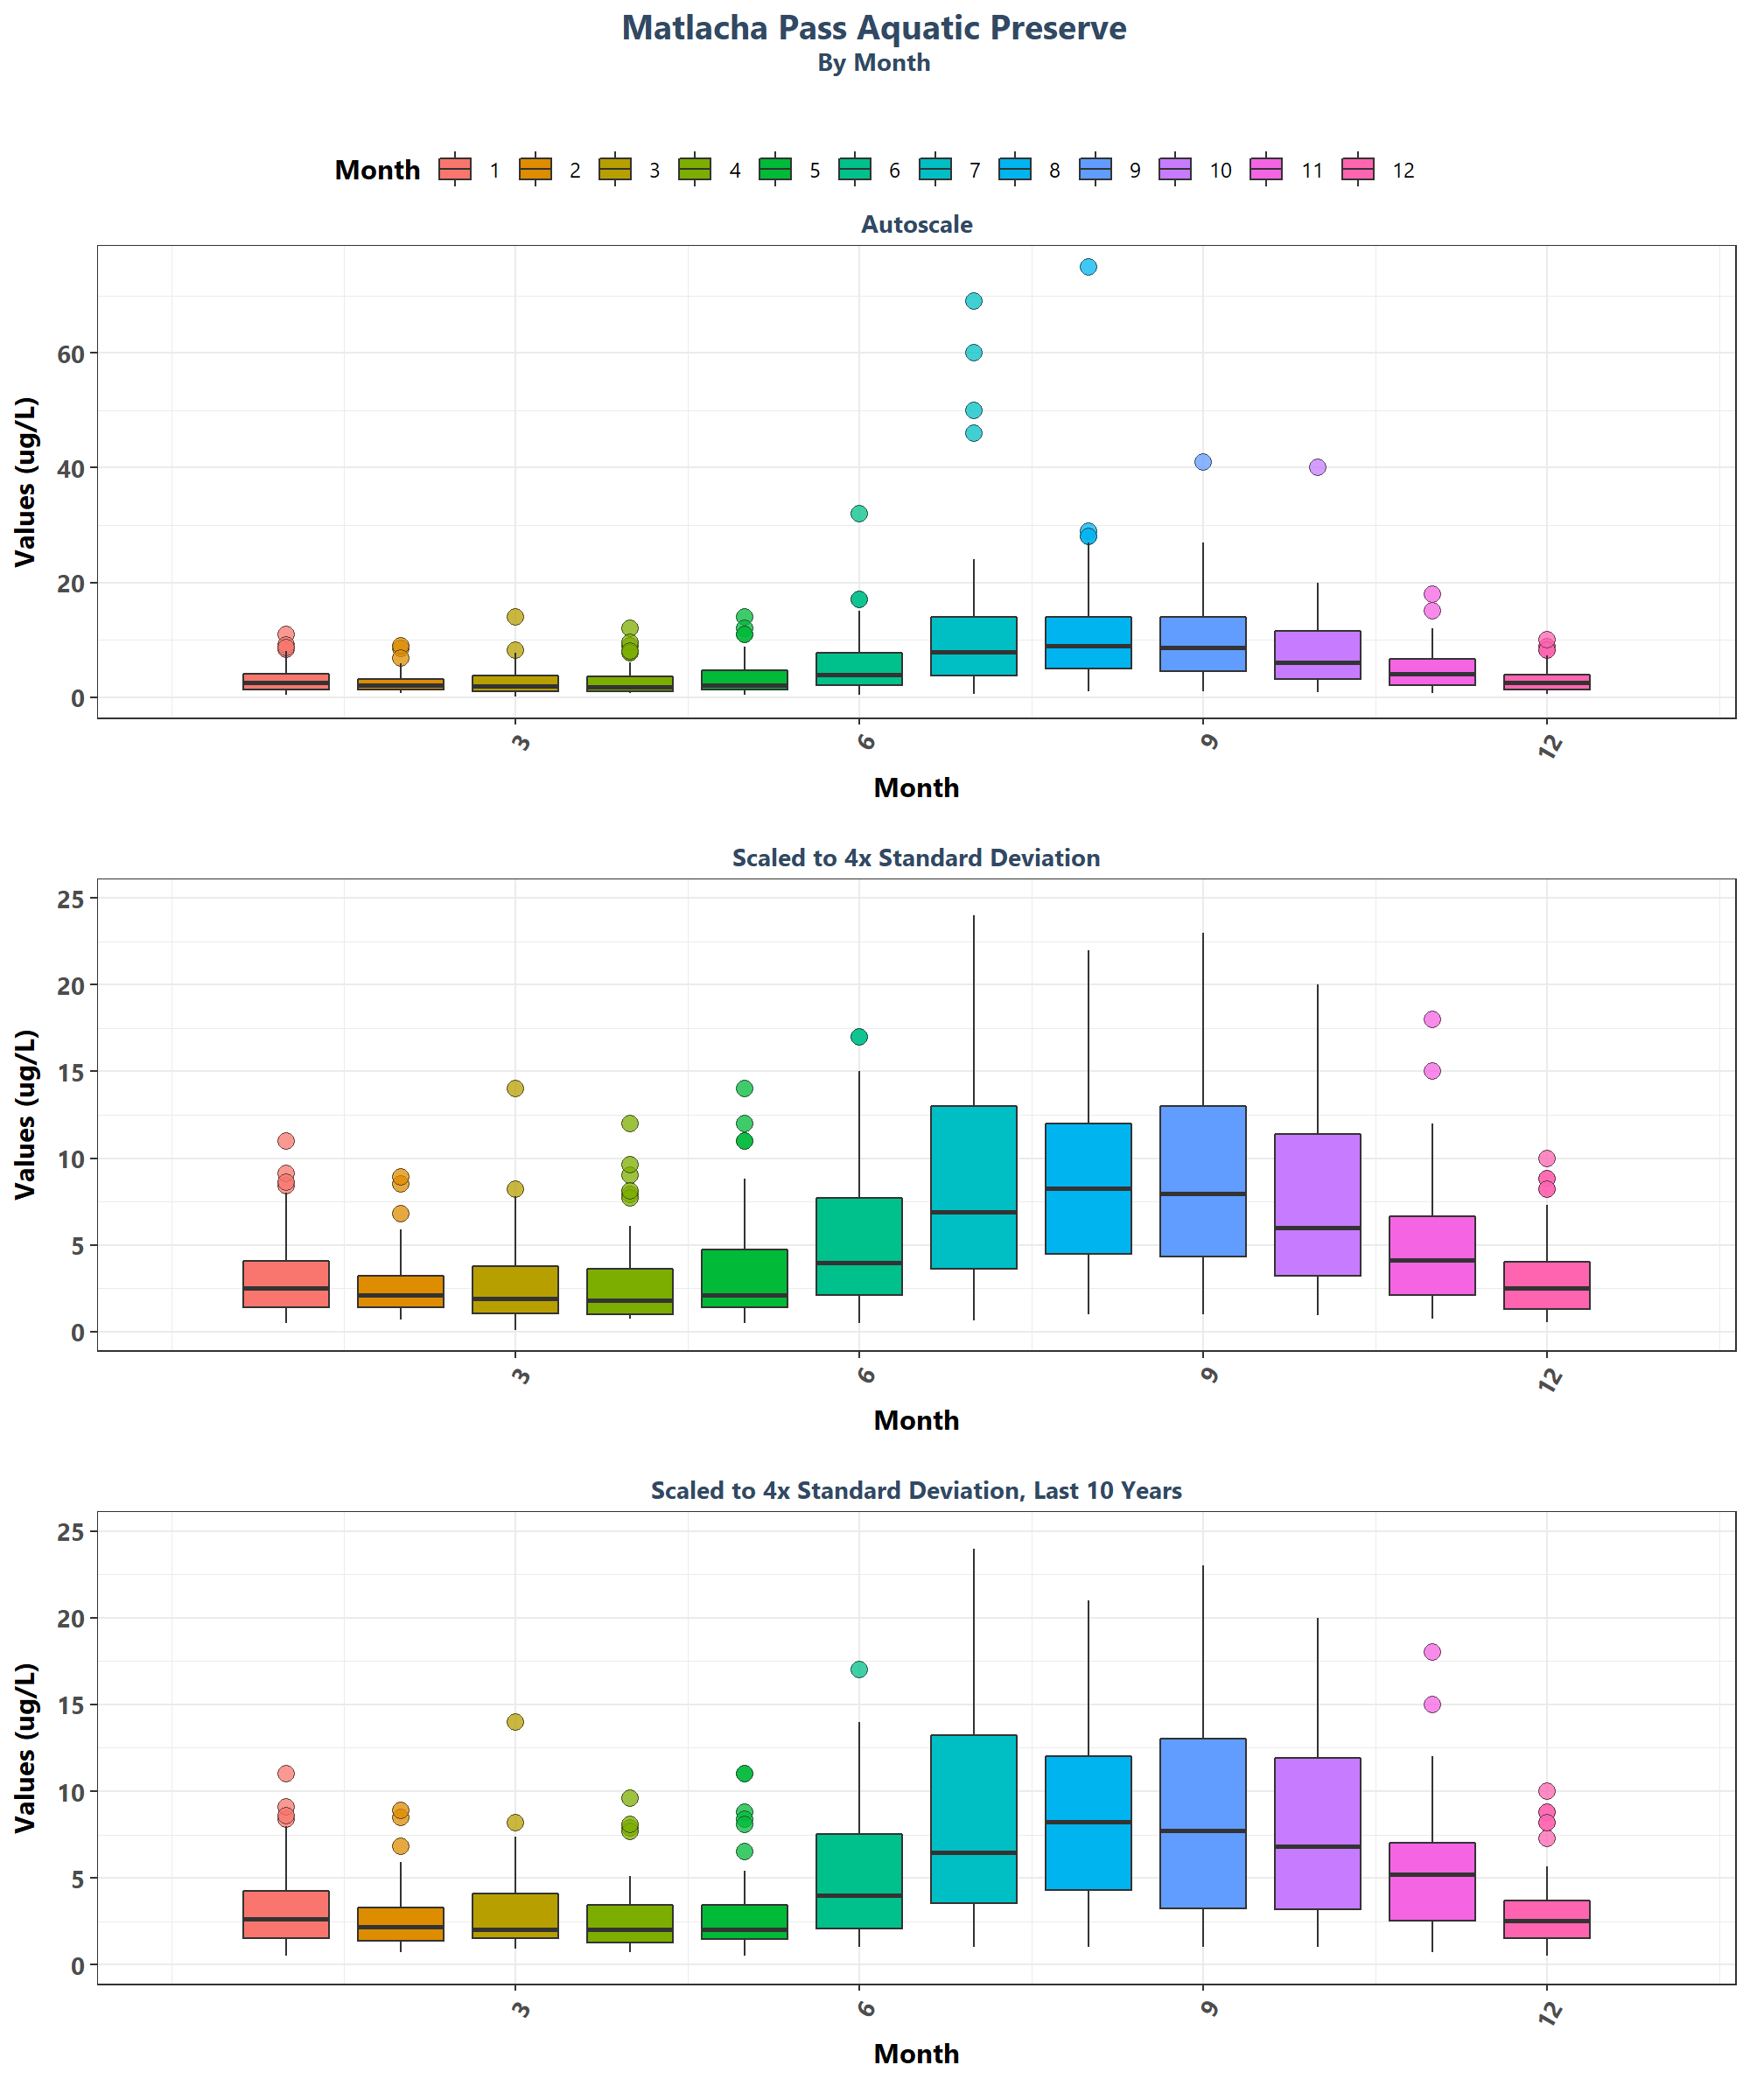 Matlacha Pass Aquatic Preserve
By Month
Month 1 2 3 4 5 6 7 8 9 10 11 12
Autoscale
Values (ug/L)
60
40
20
0
3 6 9 12
Month
Scaled to 4x Standard Deviation
Values (ug/L)
25
20
15
10
5
0
3 6 9 12
Month
Scaled to 4x Standard Deviation, Last 10 Years
Values (ug/L)
25
20
15
10
5
0
3 6 9 12
Month